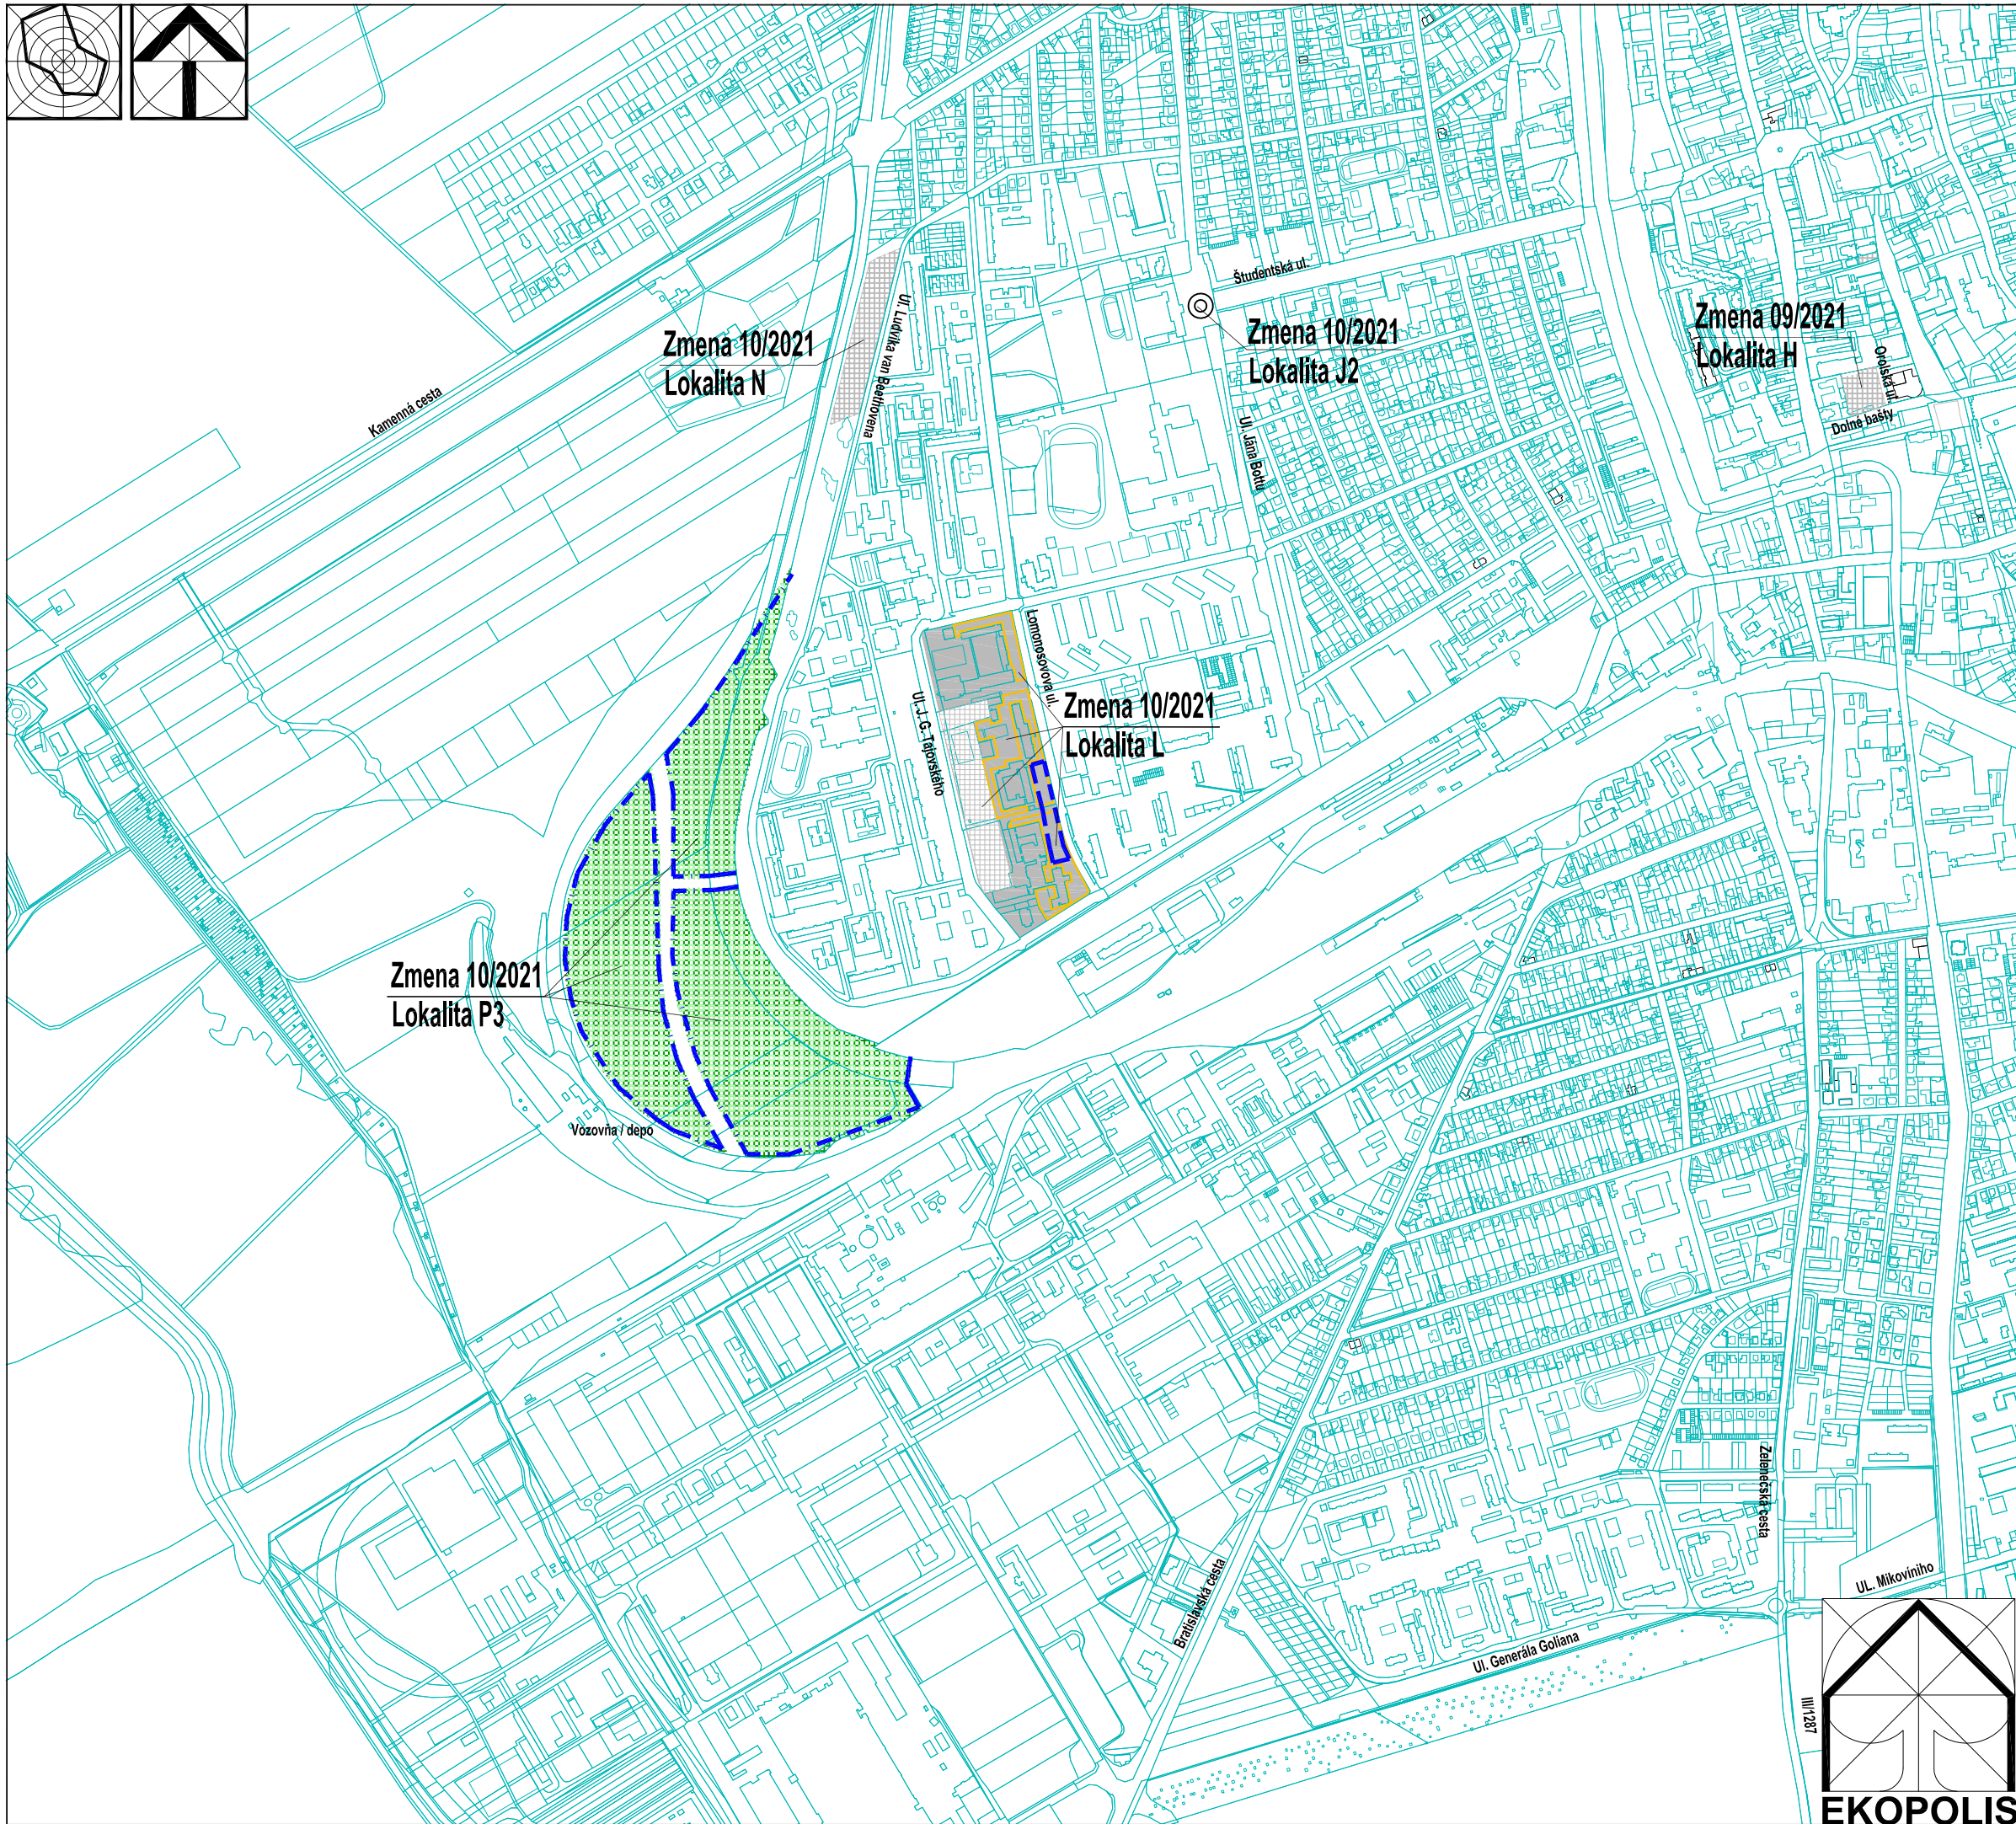 Študentská ul.
Zmena 10/2021
Lokalita N
Ul. Ludvika van Beethovena
Zmena 10/2021
Lokalita J2
Zmena 09/2021
Lokalita H
Orolská ul.
Dolné bašty
Kamenná cesta
Ul. Jána Bottu
Lomonosovova ul.
Zmena 10/2021
Lokalita L
Ul. J. G. Tajovského
Zmena 10/2021
Lokalita P3
Vozovňa / depo
Zelenečská cesta
Bratislavská cesta
UL. Mikovíniho
Ul. Generála Goliana
III/1287
EKOPOLIS